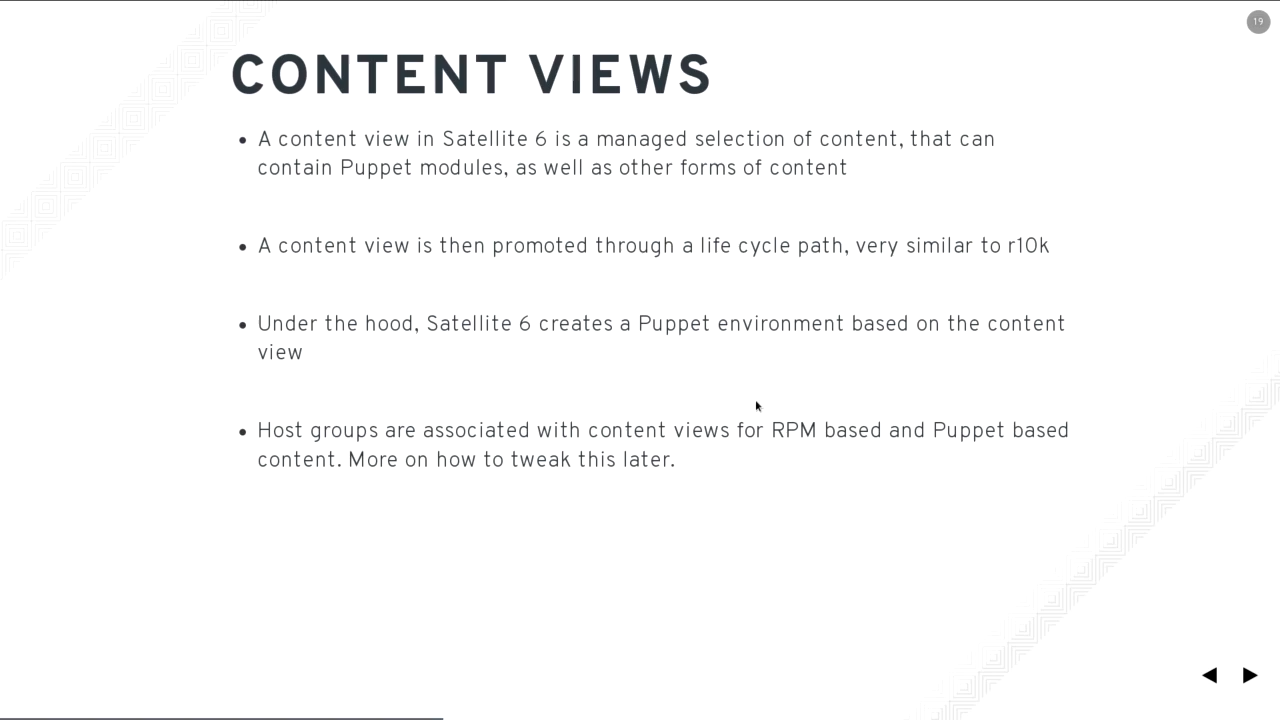 19
CONTENT VIEWS
• A content view in Satellite 6 is a managed selection of content, that can
contain Puppet modules, as well as other forms of content
• A content view is then promoted through a life cycle path, very similar to r10k
• Under the hood, Satellite 6 creates a Puppet environment based on the content
view
• Host groups are associated with content views for RPM based and Puppet based
content. More on how to tweak this later.